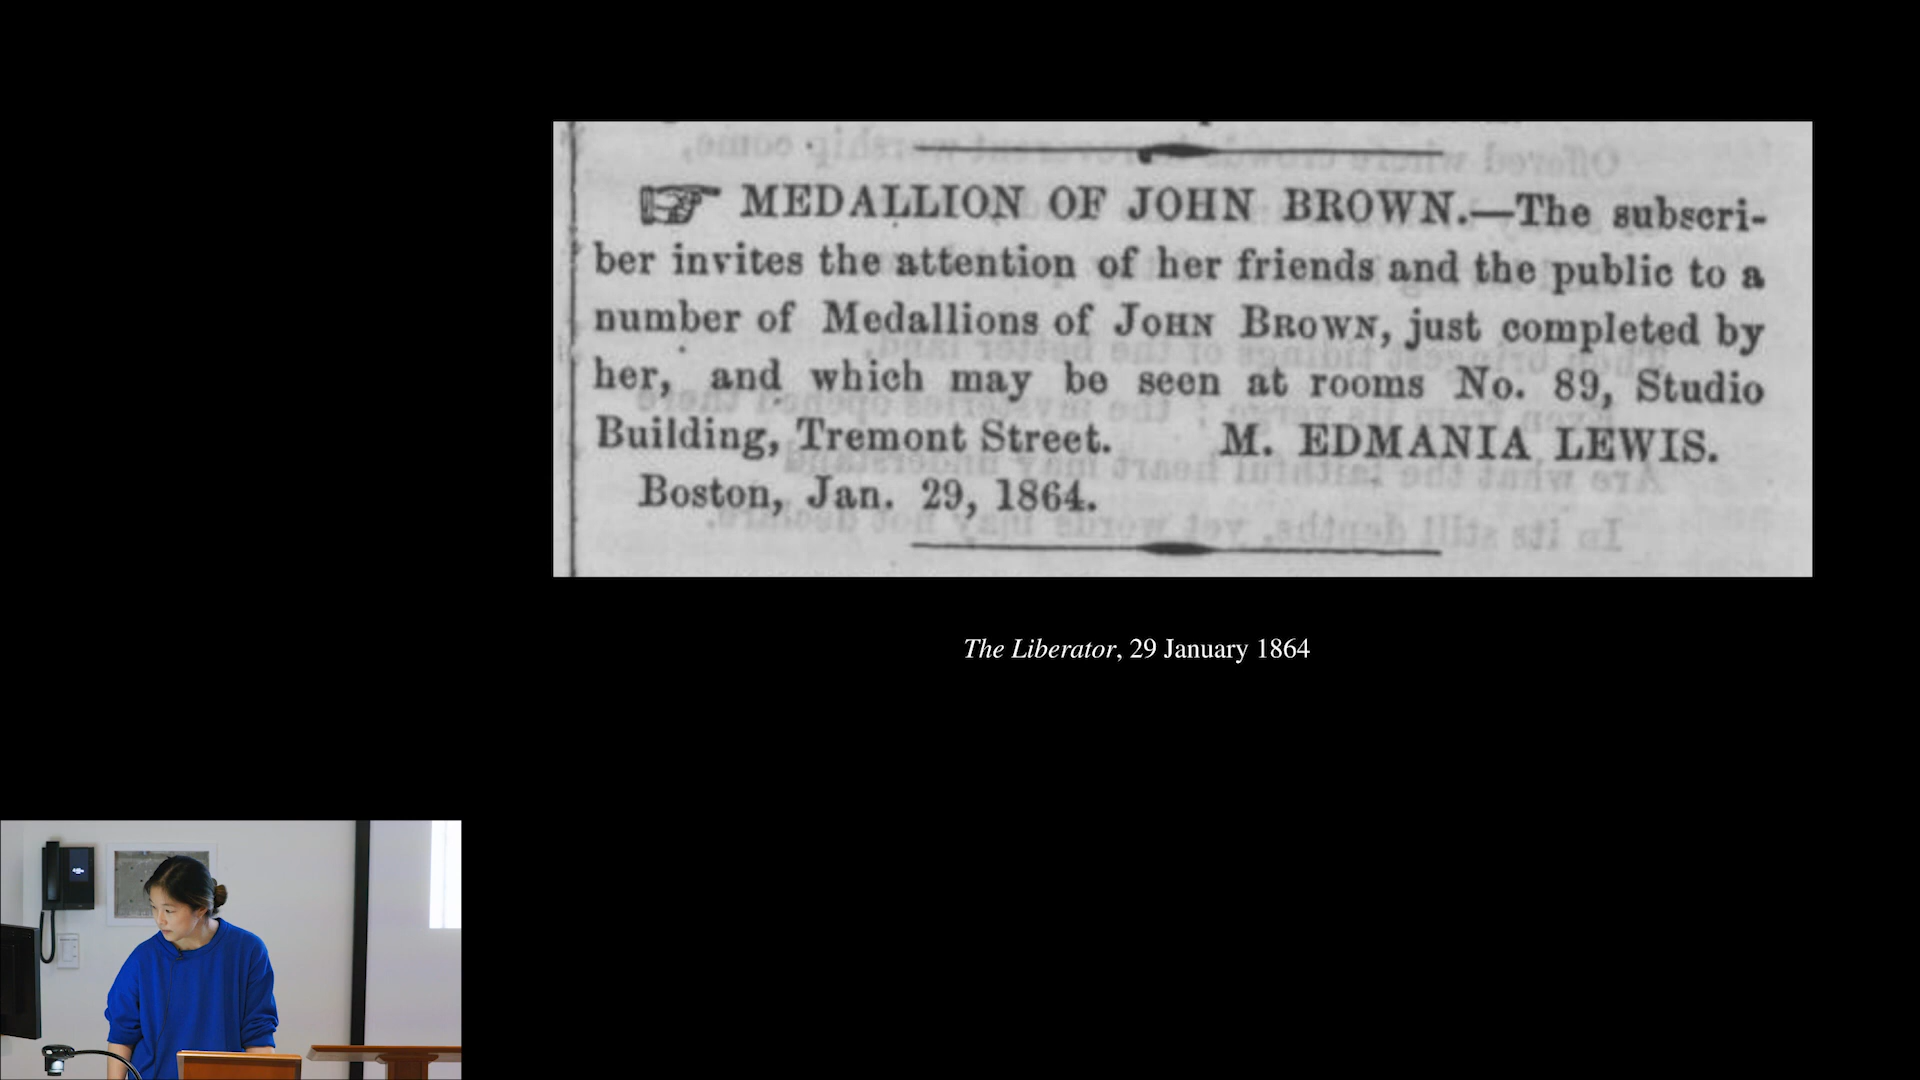 ☞ MEDALLION OF JOHN BROWN.—The subscri-
ber invites the attention of her friends and the public to a
number of Medallions of JOHN BROWN, just completed by
her, and which may be seen at rooms No. 89, Studio
Building, Tremont Street. M. EDMANIA LEWIS.
Boston, Jan. 29, 1864.
The Liberator, 29 January 1864